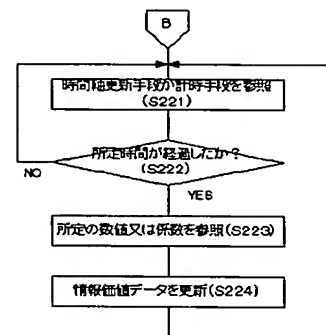 B
時間軸更新手段が計時手段を参照
(S221)
所定時間が経過したか?
(S222)
NO
YES
所定の数値又は係数を参照(S223)
情報価値データを更新(S224)